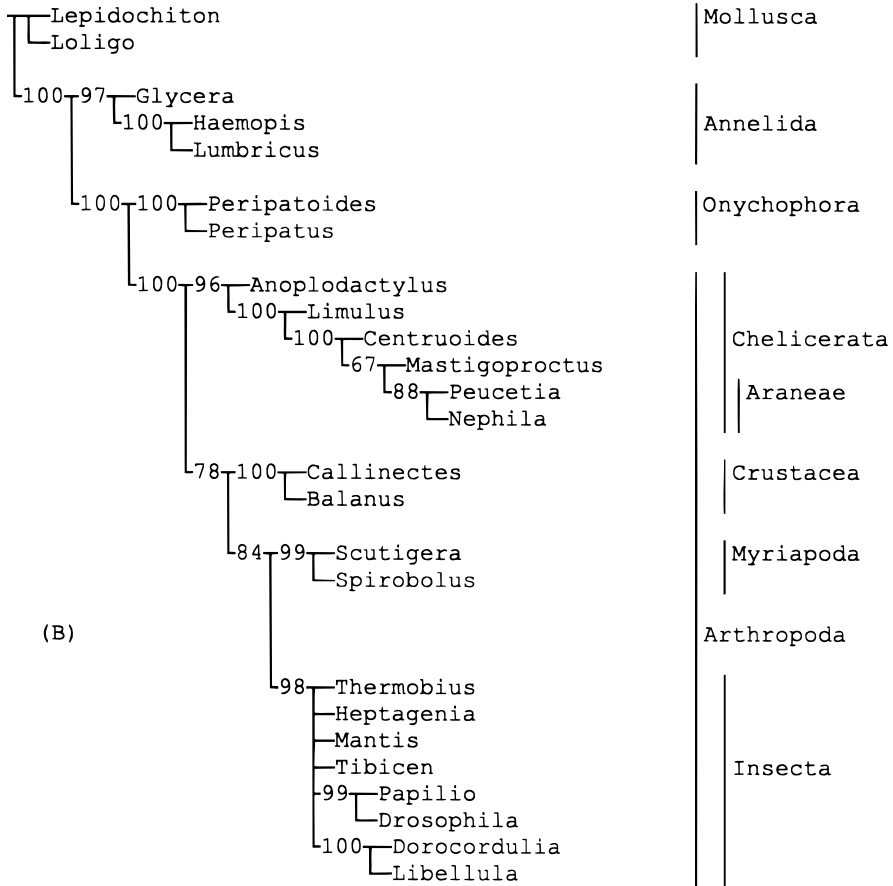 Lepidochiton Mollusca
Loligo
100 97 Glycera
100 Haemopis Annelida
Lumbricus
100 100 Peripatoides Onychophora
Peripatus
100 96 Anoplodactylus
100 Limulus
100 Centruoides Chelicerata
67 Mastigoproctus
88 Peucetia Araneae
Nephila
78 100 Callinectes Crustacea
Balanus
84 99 Scutigera Myriapoda
Spirobolus
(B) Arthropoda
98 Thermobius
Heptagenia
Mantis
Tibicen Insecta
99 Papilio
Drosophila
100 Dorocordulia
Libellula